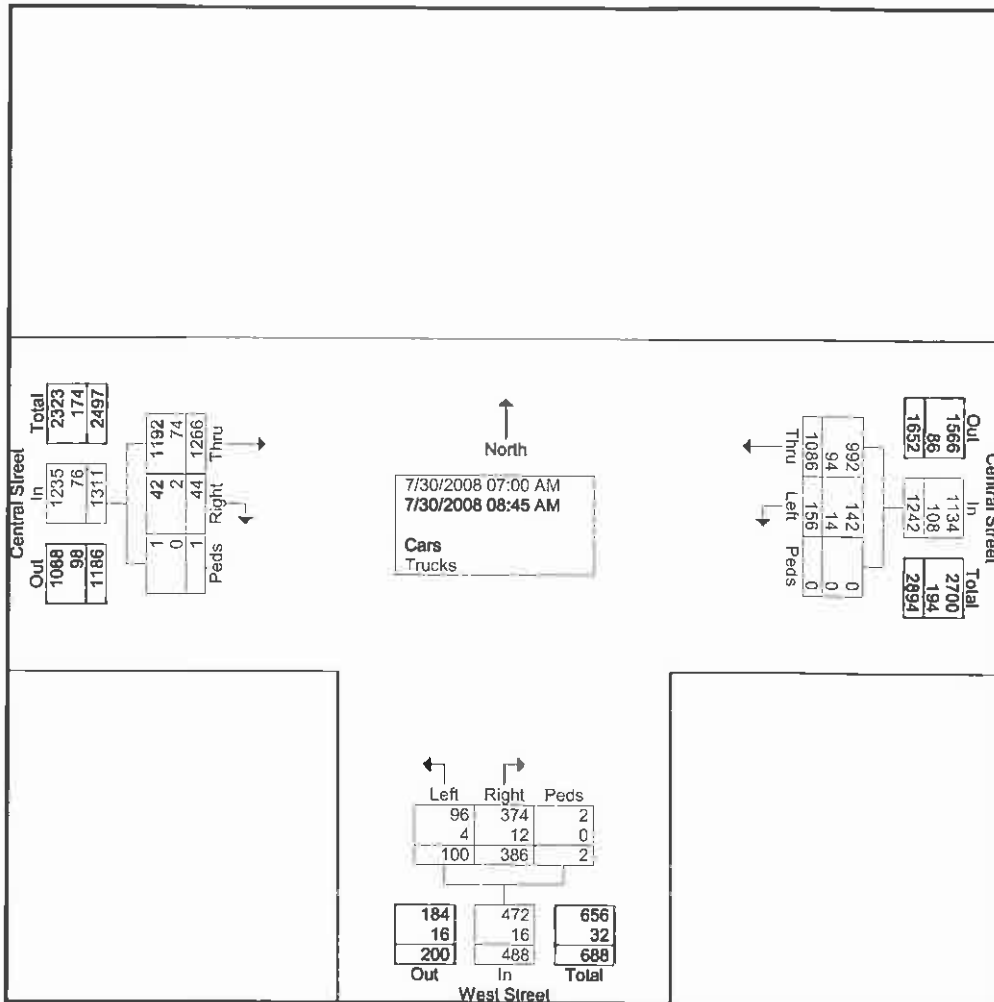 Central Street
Total In Out
2323 1235 1088
174 76 98
2497 1311 1186
1192 42 1
74 2 0
1266 44 1
Thru Right Peds
North
7/30/2008 07:00 AM
7/30/2008 08:45 AM
Cars
Trucks
Central Street
Out In Total
1566 1134 2700
86 108 194
1652 1242 2894
992 142 0
94 14 0
1086 156 0
Thru Left Peds
Left Right Peds
96 374 2
4 12 0
100 386 2
184 472 656
16 16 32
200 488 688
Out In Total
West Street